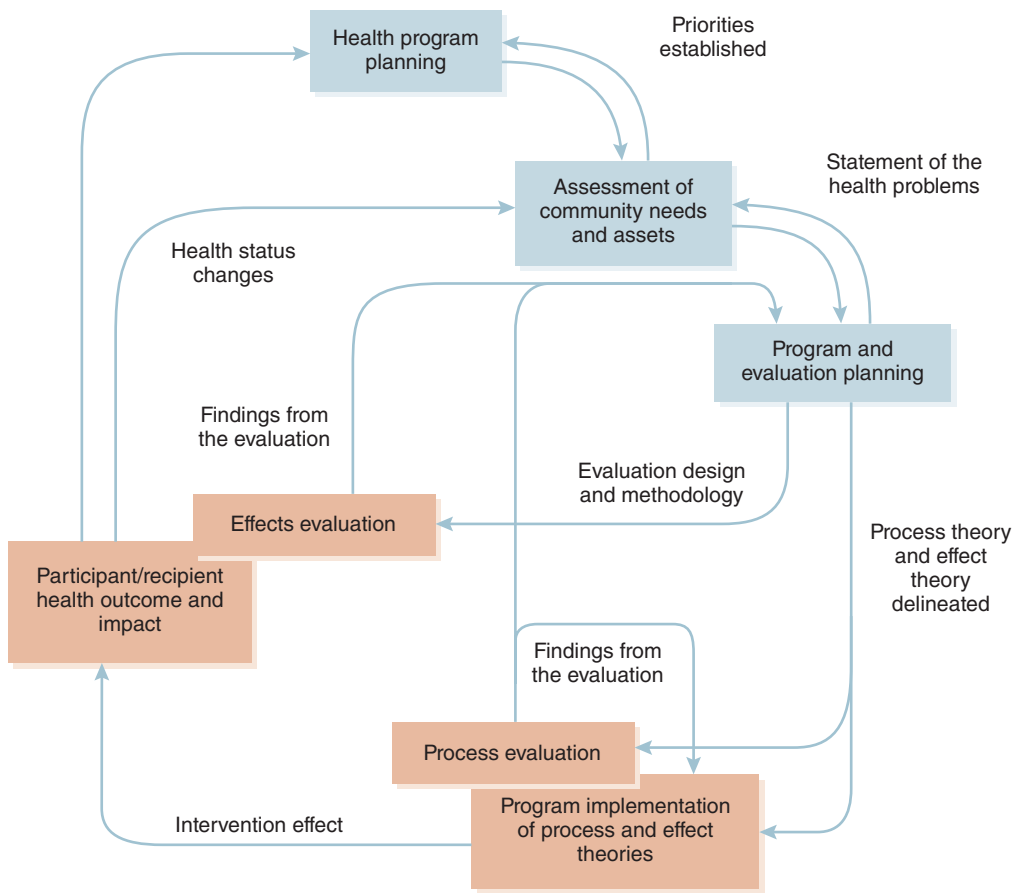 Health program
planning
Priorities
established
Assessment of
community needs
and assets
Statement of the
health problems
Health status
changes
Program and
evaluation planning
Findings from
the evaluation
Evaluation design
and methodology
Effects evaluation
Process theory
and effect
theory
delineated
Participant/recipient
health outcome and
impact
Findings from
the evaluation
Process evaluation
Program implementation
of process and effect
theories
Intervention effect